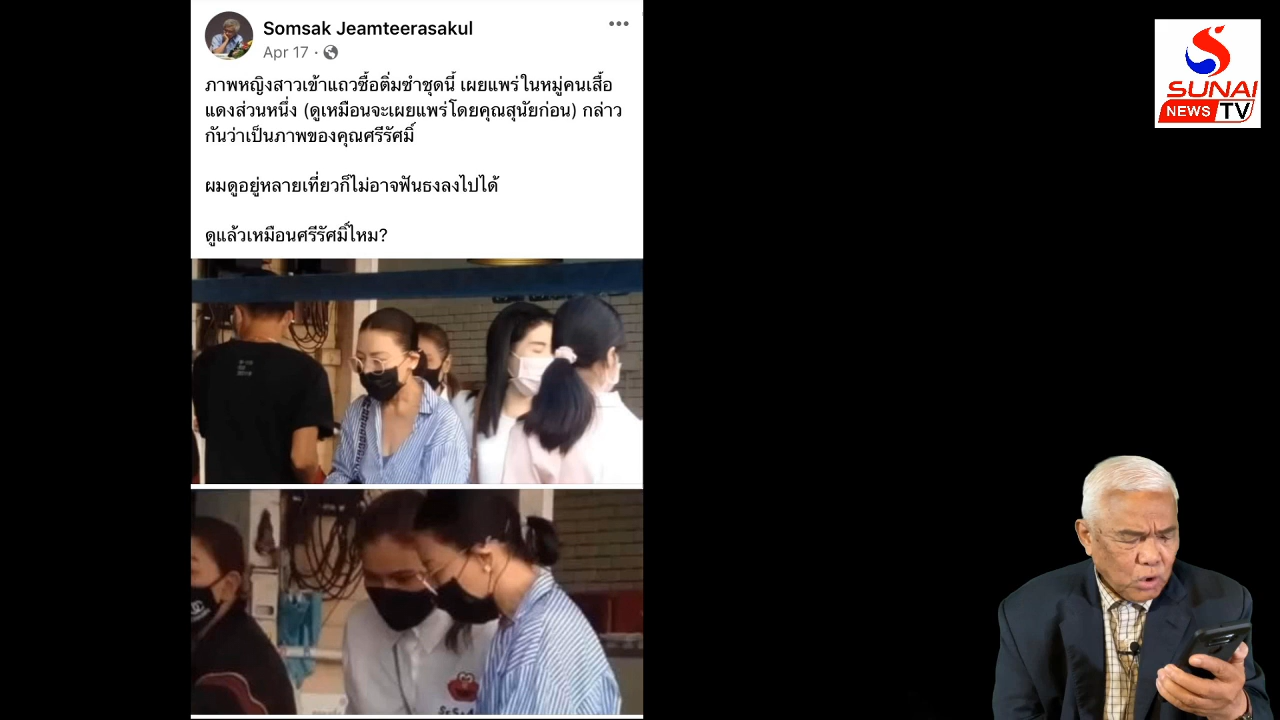 Somsak Jeamteerasakul
Apr 17 ·
ภาพหญิงสาวเข้าแถวซื้อติ่มซำชุดนี้ เผยแพร่ในหมู่คนเสื้อ
แดงส่วนหนึ่ง (ดูเหมือนจะเผยแพร่โดยคุณสุนัยก่อน) กล่าว
กันว่าเป็นภาพของคุณศรีรัศมิ์
ผมดูอยู่หลายเที่ยวก็ไม่อาจฟันธงลงไปได้
ดูแล้วเหมือนศรีรัศมิ์ไหม?
SUNAI
NEWS TV